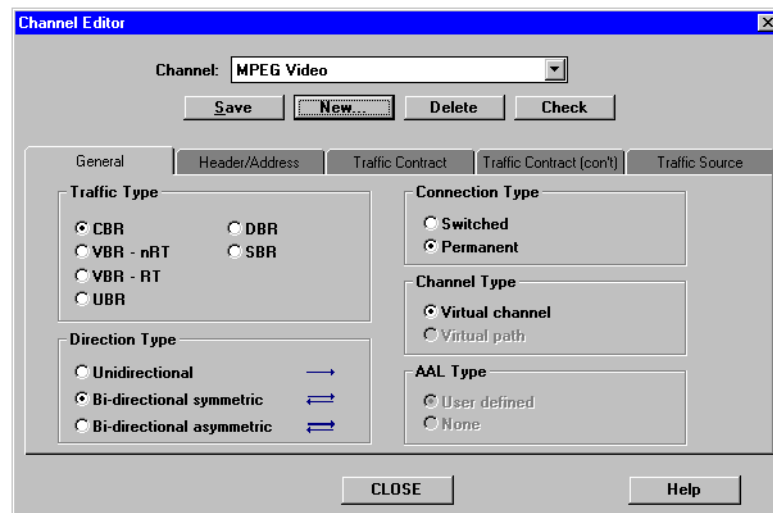 Channel Editor
Channel: MPEG Video
Save New... Delete Check
General Header/Address Traffic Contract Traffic Contract (con't) Traffic Source
Traffic Type
CBR DBR
VBR - nRT SBR
VBR - RT
UBR
Direction Type
Unidirectional
Bi-directional symmetric
Bi-directional asymmetric
Connection Type
Switched
Permanent
Channel Type
Virtual channel
Virtual path
AAL Type
User defined
None
CLOSE Help